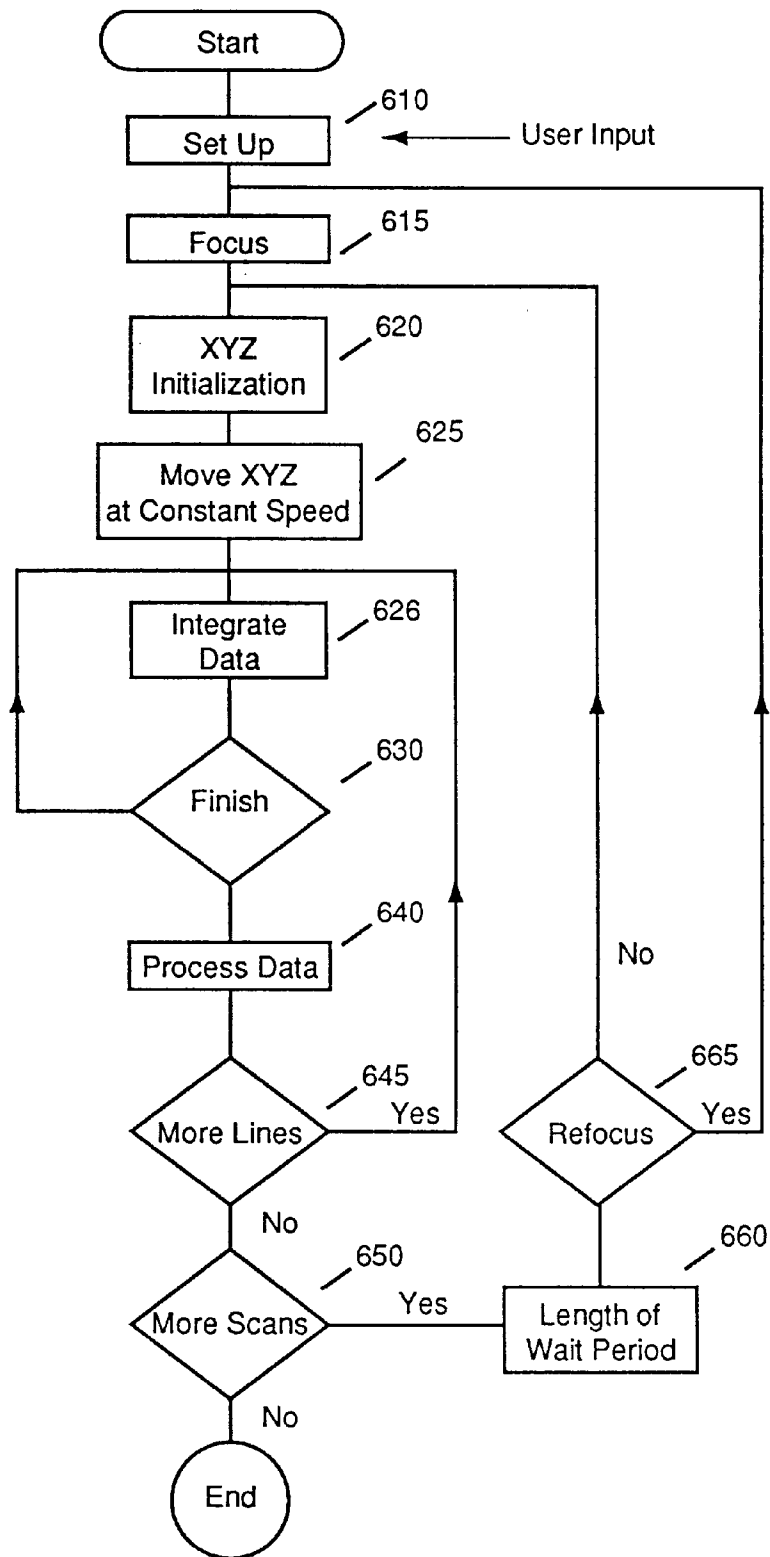 Start
610
Set Up
User Input
615
Focus
620
XYZ
Initialization
625
Move XYZ
at Constant Speed
626
Integrate
Data
630
Finish
640
Process Data
No
645
More Lines
Yes
665
Refocus
Yes
No
650
More Scans
Yes
660
Length of
Wait Period
No
End